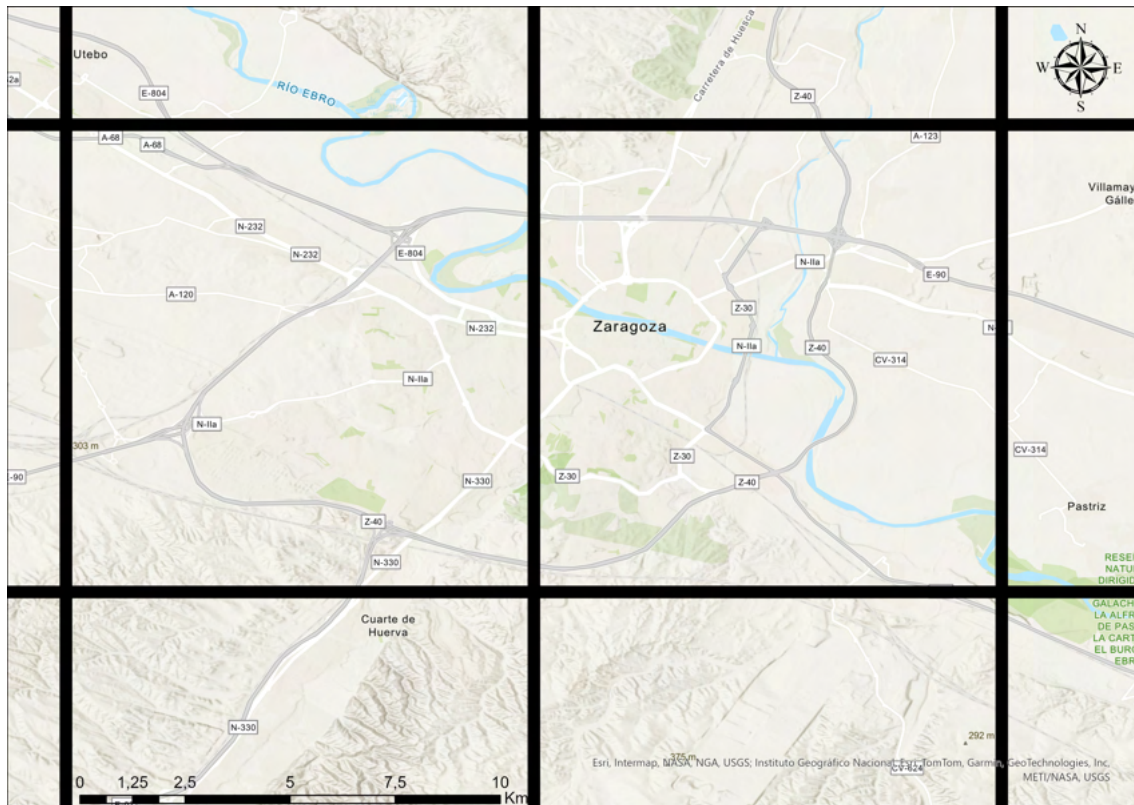 Utebo
RÍO EBRO
Carretera de Huesca
N
W E
S
E-804
Z-40
A-68
A-68
A-123
N-232
N-232
E-804
N-IIa
E-90
A-120
Z-30
N-232
Zaragoza
N-IIa
Z-40
CV-314
N-IIa
N-IIa
303 m
Z-30
CV-314
N-330
Z-30
Z-40
Pastriz
Z-40
N-330
Cuarte de
Huerva
N-330
292 m
375 m
CV-624
0 1,25 2,5 5 7,5 10
Km
Esri, Intermap, NASA, NGA, USGS; Instituto Geográfico Nacional, Esri, TomTom, Garmin, GeoTechnologies, Inc,
METI/NASA, USGS